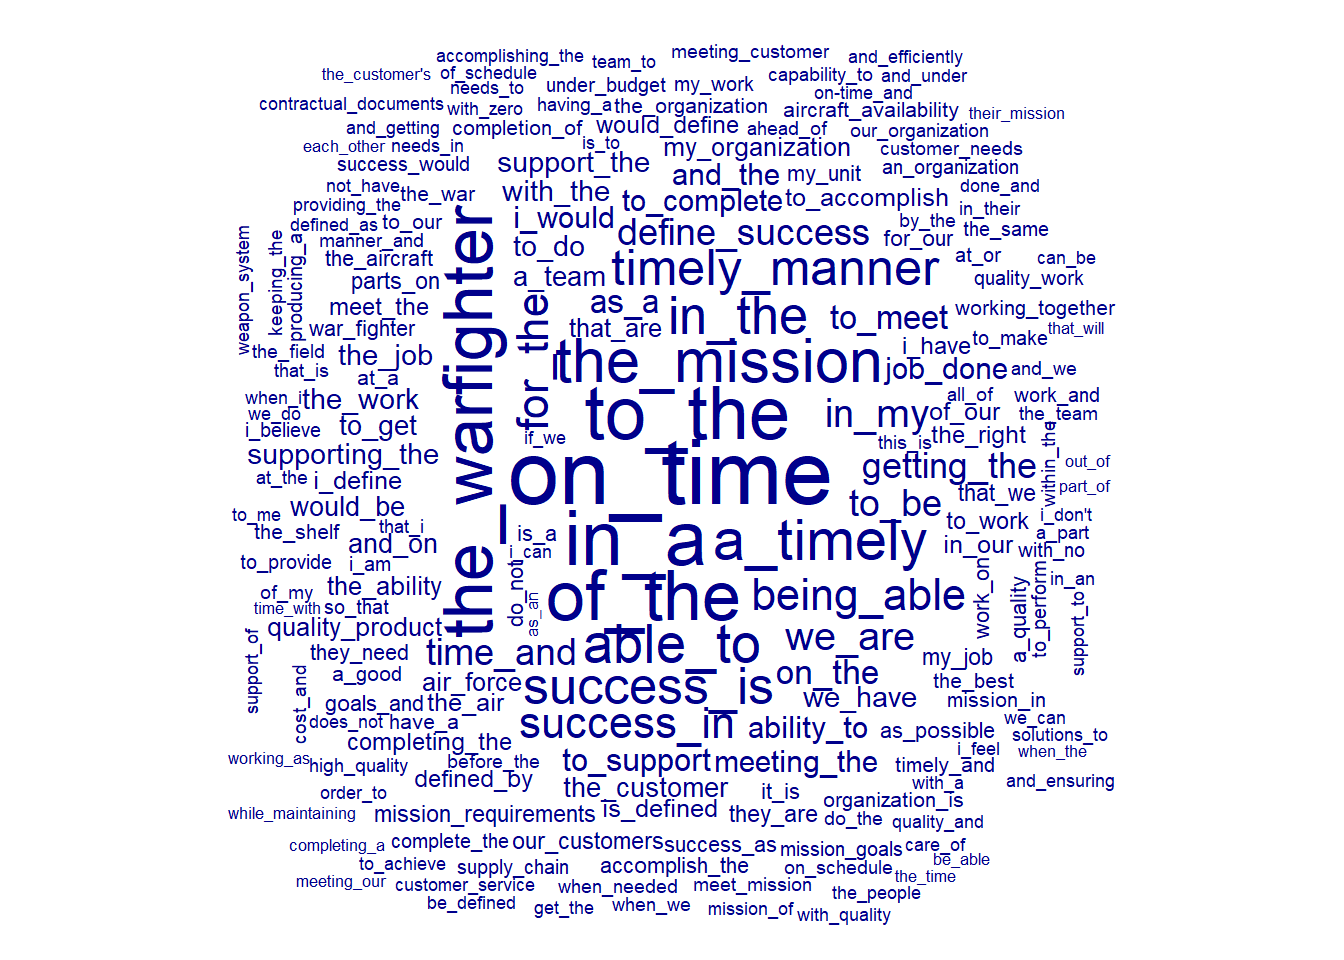 accomplishing_the
team_to
meeting_customer
and_efficiently
the_customer's
of_schedule
needs_to
under_budget
my_work
capability_to
and_under
on-time_and
contractual_documents
with_zero
having_a
the_organization
aircraft_availability
their_mission
and_getting
completion_of
would_define
ahead_of
our_organization
each_other
needs_in
is_to
my_organization
customer_needs
success_would
support_the
and_the
my_unit
an_organization
not_have
the_war
with_the
to_complete
to_accomplish
done_and
providing_the
in_their
defined_as
to_our
i_would
define_success
by_the
the_same
for_our
manner_and
to_do
the_aircraft
at_or
can_be
weapon_system
keeping_the
producing_a
parts_on
a_team
timely_manner
quality_work
meet_the
the_warfighter
for_the
as_a
in_the
to_meet
working_together
war_fighter
that_are
that_will
to_make
i_have
the_field
the_job
the_mission
job_done
and_we
that_is
at_a
when_i
the_work
to_the
all_of
work_and
we_do
in_my
of_our
the_team
i_believe
to_get
if_we
this_is
the_right
within_the
supporting_the
on_time
getting_the
out_of
at_the
i_define
that_we
part_of
to_me
would_be
to_be
i_don't
the_shelf
that_i
is_a
in_a
a_timely
to_work
a_part
and_on
i_can
in_our
with_no
to_provide
i_am
do_not
work_on
of_my
the_ability
of_the
being_able
a_quality
to_perform
in_an
support_to
time_with
so_that
as_an
quality_product
able_to
we_are
support_of
they_need
time_and
my_job
cost_and
a_good
air_force
success_is
on_the
the_best
goals_and
the_air
we_have
mission_in
does_not
have_a
success_in
ability_to
as_possible
we_can
solutions_to
completing_the
i_feel
when_the
working_as
high_quality
before_the
to_support
meeting_the
timely_and
defined_by
the_customer
it_is
with_a
and_ensuring
order_to
organization_is
while_maintaining
mission_requirements
is_defined
they_are
do_the
quality_and
completing_a
complete_the
our_customers
success_as
mission_goals
care_of
to_achieve
supply_chain
accomplish_the
on_schedule
be_able
meeting_our
customer_service
when_needed
meet_mission
the_time
the_people
be_defined
get_the
when_we
mission_of
with_quality